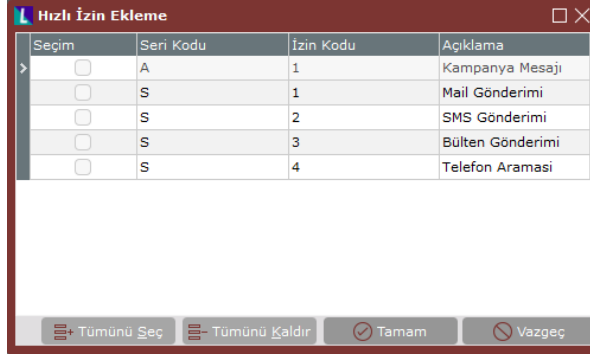 Hızlı İzin Ekleme
Seçim Seri Kodu İzin Kodu Açıklama
A 1 Kampanya Mesajı
S 1 Mail Gönderimi
S 2 SMS Gönderimi
S 3 Bülten Gönderimi
S 4 Telefon Araması
Tümünü Seç Tümünü Kaldır Tamam Vazgeç